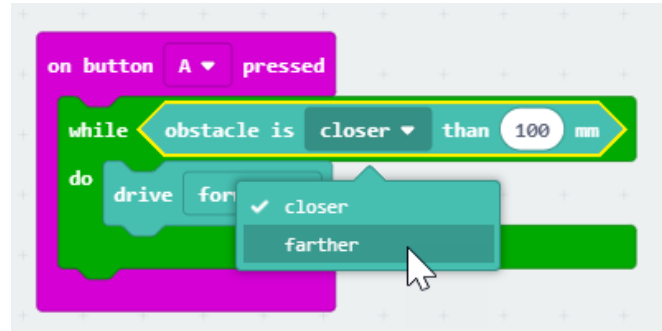 on button A pressed
while obstacle is closer than 100 mm
do
drive for
closer
farther